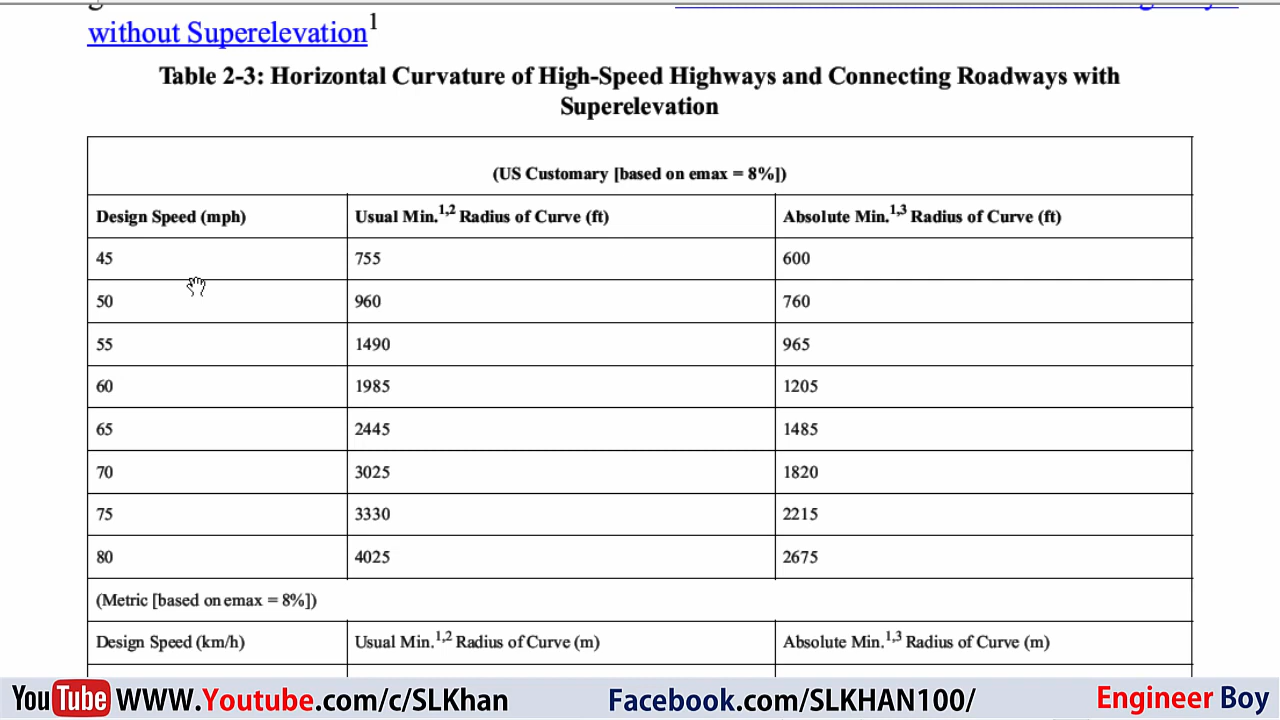 without Superelevation1
Table 2-3: Horizontal Curvature of High-Speed Highways and Connecting Roadways with
Superelevation
(US Customary [based on emax = 8%])
Design Speed (mph) Usual Min.1,2 Radius of Curve (ft) Absolute Min.1,3 Radius of Curve (ft)
45 755 600
50 960 760
55 1490 965
60 1985 1205
65 2445 1485
70 3025 1820
75 3330 2215
80 4025 2675
(Metric [based on emax = 8%])
Design Speed (km/h) Usual Min.1,2 Radius of Curve (m) Absolute Min.1,3 Radius of Curve (m)
YouTube WWW.Youtube.com/c/SLKhan Facebook.com/SLKHAN100/ Engineer Boy